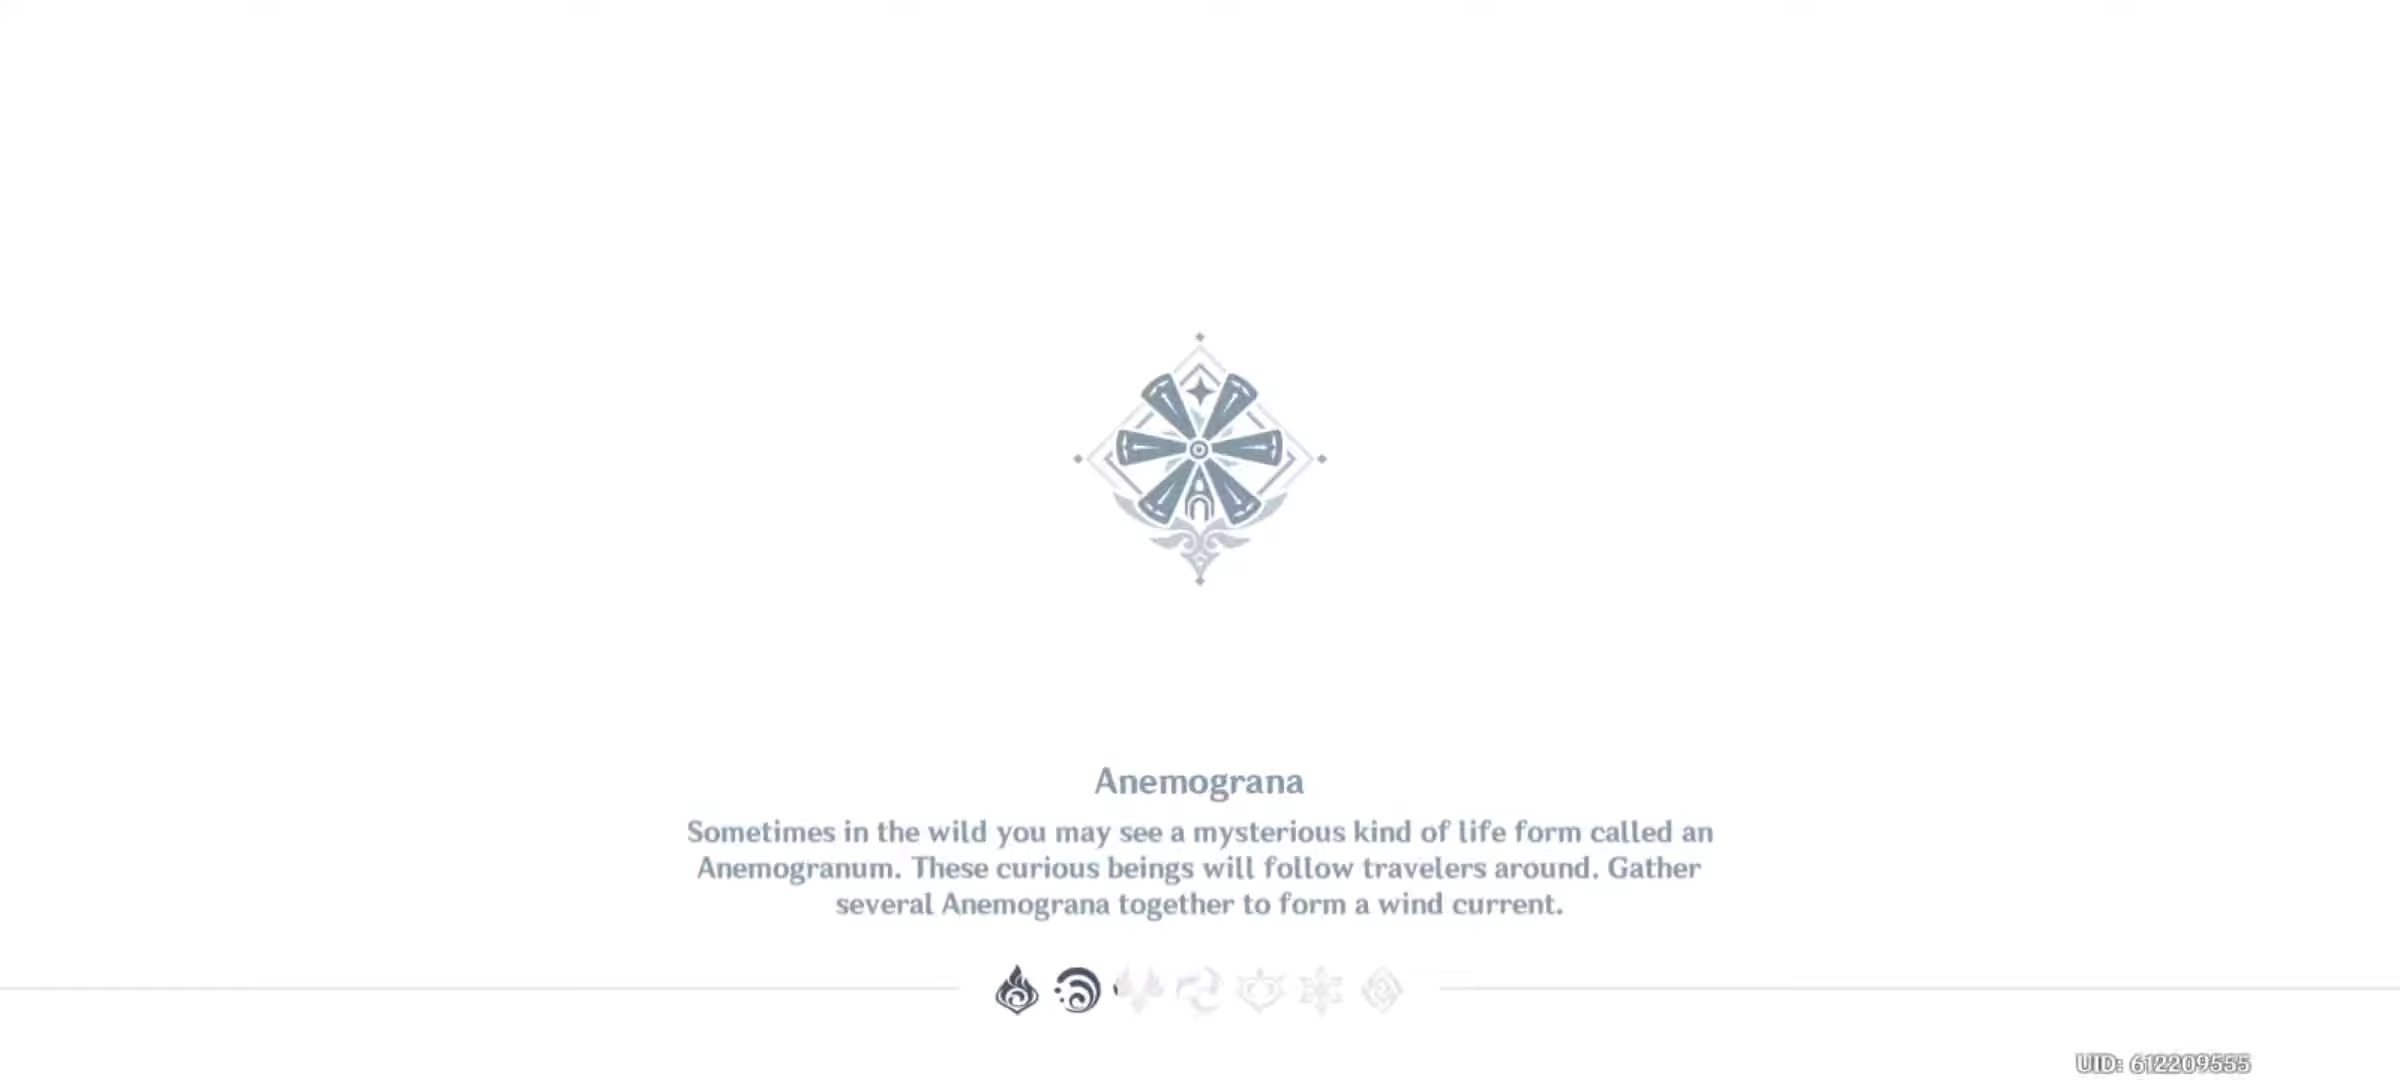 Anemograna
Sometimes in the wild you may see a mysterious kind of life form called an
Anemogranum. These curious beings will follow travelers around. Gather
several Anemograna together to form a wind current.
UID: 612209555